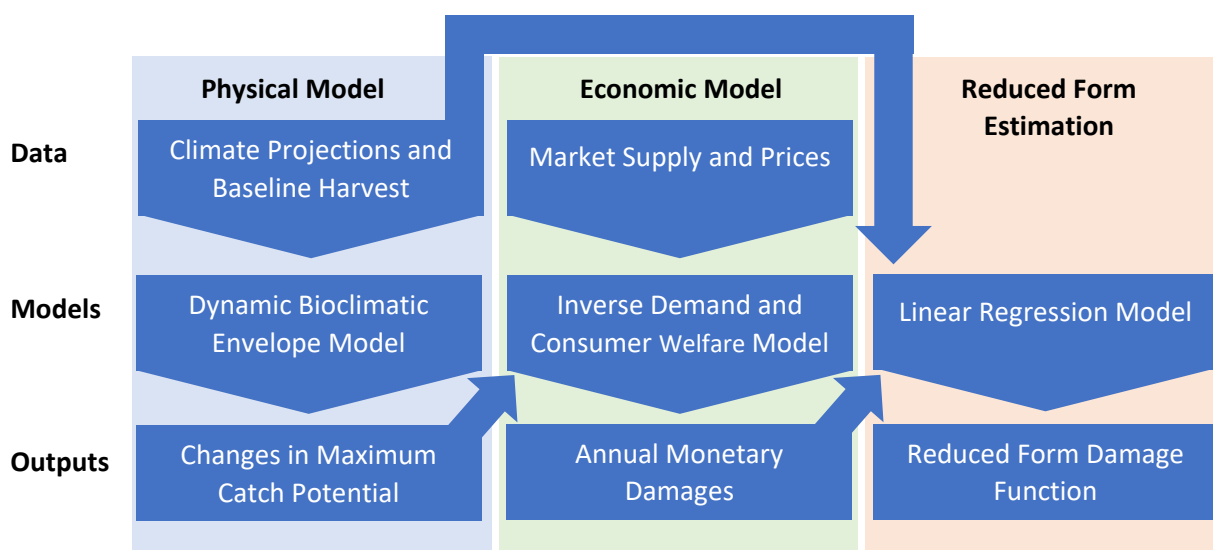 Physical Model
Economic Model
Reduced Form
Estimation
Data
Climate Projections and
Baseline Harvest
Market Supply and Prices
Models
Dynamic Bioclimatic
Envelope Model
Inverse Demand and
Consumer Welfare Model
Linear Regression Model
Outputs
Changes in Maximum
Catch Potential
Annual Monetary
Damages
Reduced Form Damage
Function